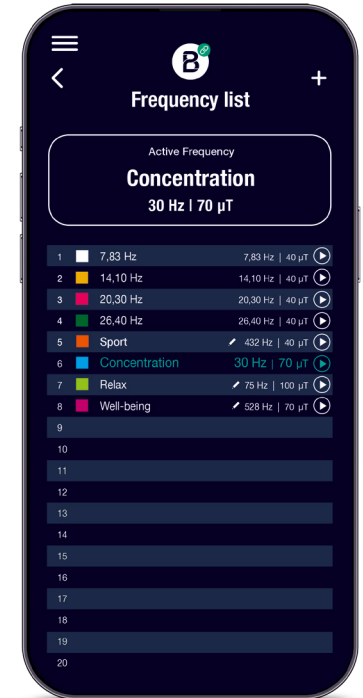 B
Frequency list
Active Frequency
Concentration
30 Hz | 70 µT
1 7,83 Hz 7,83 Hz | 40 µT
2 14,10 Hz 14,10 Hz | 40 µT
3 20,30 Hz 20,30 Hz | 40 µT
4 26,40 Hz 26,40 Hz | 40 µT
5 Sport 432 Hz | 40 µT
6 Concentration 30 Hz | 70 µT
7 Relax 75 Hz | 100 µT
8 Well-being 528 Hz | 70 µT
9
10
11
12
13
14
15
16
17
18
19
20